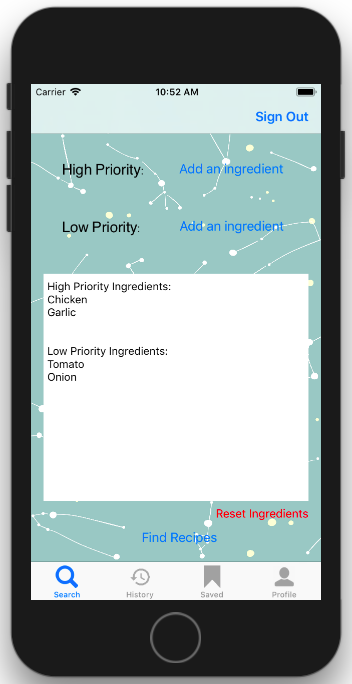 Carrier 10:52 AM
Sign Out
High Priority: Add an ingredient
Low Priority: Add an ingredient
High Priority Ingredients:
Chicken
Garlic
Low Priority Ingredients:
Tomato
Onion
Reset Ingredients
Find Recipes
Search History Saved Profile